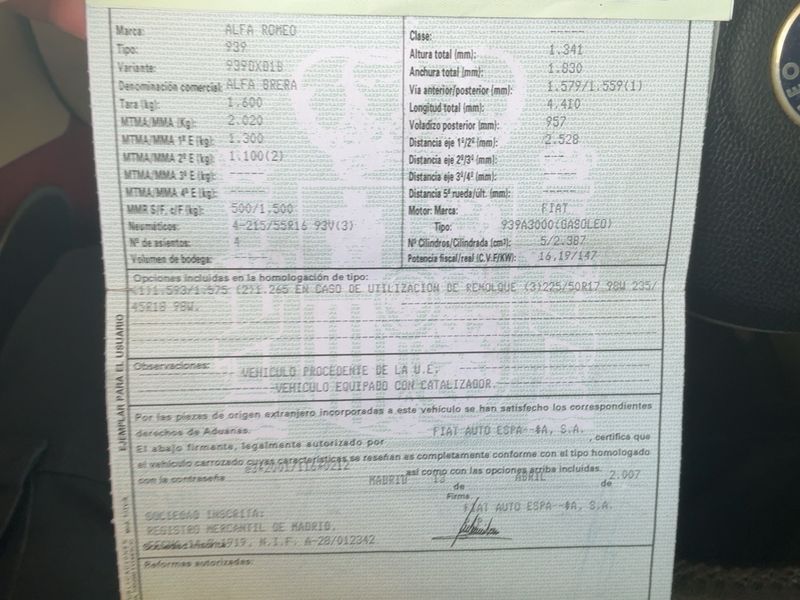 Marca: ALFA ROMEO
Tipo: 939
Variante: 939DXB1B
Denominación comercial: ALFA BRERA
Tara (kg): 1.600
MTMA/MMA (Kg): 2.020
MTMA/MMA 1º E (kg): 1.300
MTMA/MMA 2º E (kg): 1.100(2)
MTMA/MMA 3º E (kg): -----
MTMA/MMA 4º E (kg): -----
MMR S/F, c/F (kg): 500/1.500
Neumáticos: 4-215/55R16 93V(3)
Nº de asientos: 4
Volumen de bodega: -----
Clase: -----
Altura total (mm): 1.341
Anchura total (mm): 1.830
Vía anterior/posterior (mm): 1.579/1.559(1)
Longitud total (mm): 4.410
Voladizo posterior (mm): 957
Distancia eje 1º/2º (mm): 2.528
Distancia eje 2º/3º (mm): ---
Distancia eje 3º/4º (mm): -----
Distancia 5ª rueda/últ. (mm): -----
Motor: Marca: FIAT
Tipo: 939A3000(GASOLEO)
Nº Cilindros/Cilindrada (cm³): 5/2.387
Potencia fiscal/real (C.V.F/KW): 16,19/147
Opciones incluidas en la homologación de tipo:
(1)1.593/1.575 (2)1.265 EN CASO DE UTILIZACION DE REMOLQUE (3)225/50R17 98W 235/
45R18 98W.
Observaciones: VEHICULO PROCEDENTE DE LA U.E.
VEHICULO EQUIPADO CON CATALIZADOR.
Por las piezas de origen extranjero incorporadas a este vehículo se han satisfecho los correspondientes
derechos de Aduanas.
El abajo firmante, legalmente autorizado por FIAT AUTO ESPA--¤A, S.A. , certifica que
el vehículo carrozado cuyas características se reseñan es completamente conforme con el tipo homologado
con la contraseña e3*2001/116*0212 así como con las opciones arriba incluidas.
MADRID 13 de ABRIL de 2.007
Firma
FIAT AUTO ESPA--¤A, S.A.
SOCIEDAD INSCRITA:
REGISTRO MERCANTIL DE MADRID.
1919, N.I.F. A-28/012342
Reformas autorizadas:
EJEMPLAR PARA EL USUARIO